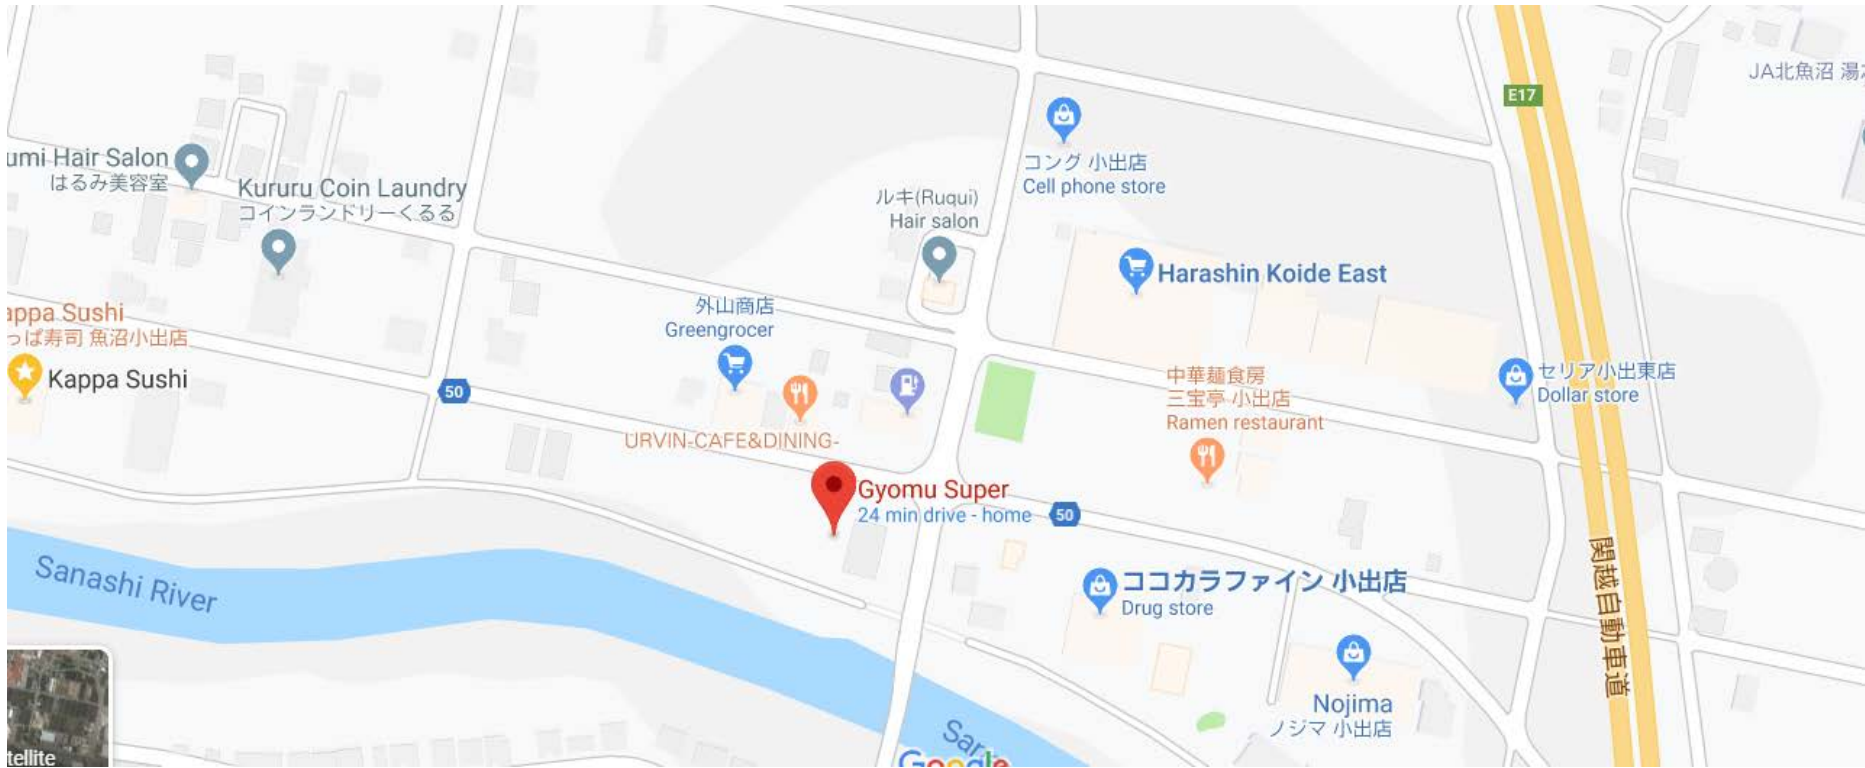 E17
JA北魚沼 湯
コング 小出店
Cell phone store
umi Hair Salon
はるみ美容室
Kururu Coin Laundry
コインランドリーくるる
ルキ(Ruqui)
Hair salon
Harashin Koide East
appa Sushi
っぱ寿司 魚沼小出店
Kappa Sushi
外山商店
Greengrocer
50
URVIN-CAFE&DINING-
中華麺食房
三宝亭 小出店
Ramen restaurant
セリア小出東店
Dollar store
Gyomu Super
24 min drive - home
50
関越自動車道
ココカラファイン 小出店
Drug store
Sanashi River
Nojima
ノジマ 小出店
San
Google
tellite